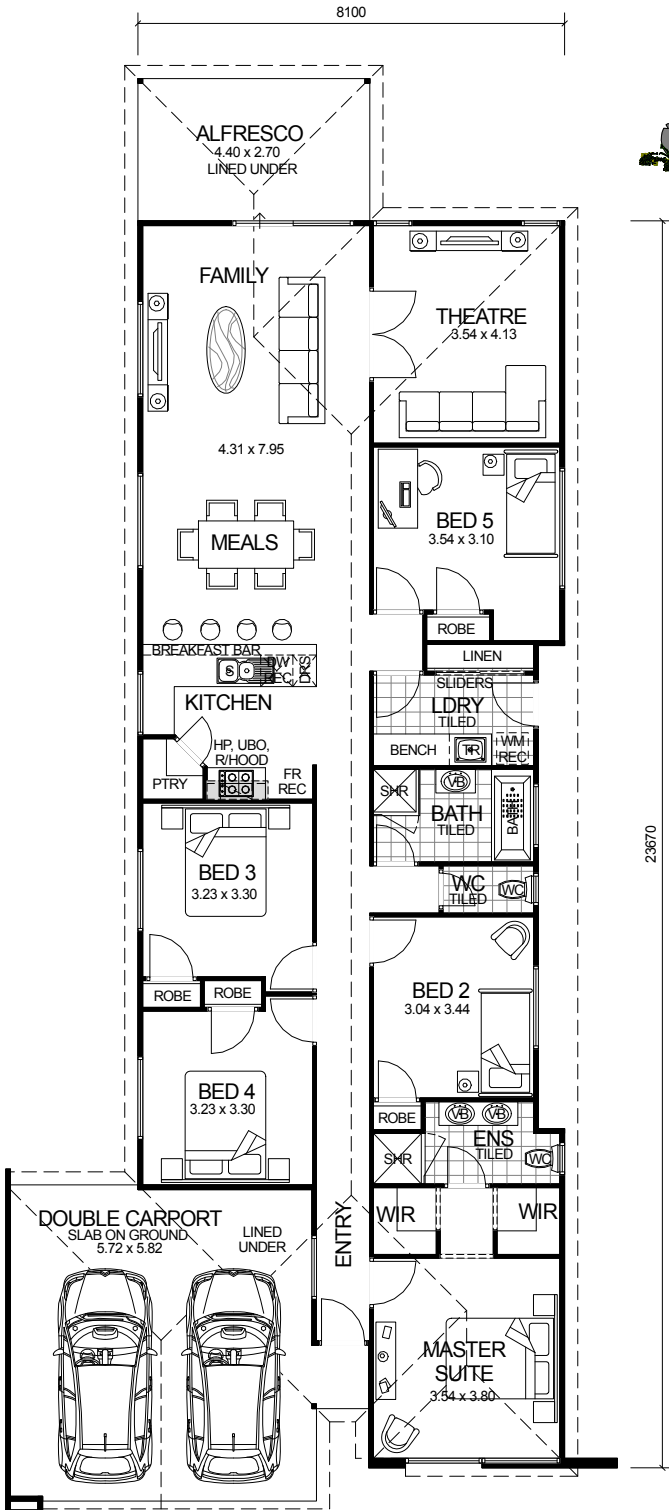 8100
ALFRESCO
4.40 x 2.70
LINED UNDER
FAMILY
THEATRE
3.54 x 4.13
4.31 x 7.95
BED 5
3.54 x 3.10
MEALS
ROBE
BREAKFAST BAR
LINEN
S
DW
REC
DRS
SLIDERS
KITCHEN
LDRY
TILED
HP, UBO,
R/HOOD
BENCH
TR
WM
REC
PTRY
FR
REC
SHR
VB
BATH
TILED
BATH
23670
BED 3
3.23 x 3.30
WC
TILED
WC
ROBE
ROBE
BED 2
3.04 x 3.44
BED 4
3.23 x 3.30
ROBE
VB
VB
ENS
TILED
SHR
WC
WIR
WIR
DOUBLE CARPORT
SLAB ON GROUND
5.72 x 5.82
LINED
UNDER
ENTRY
MASTER
SUITE
3.54 x 3.80